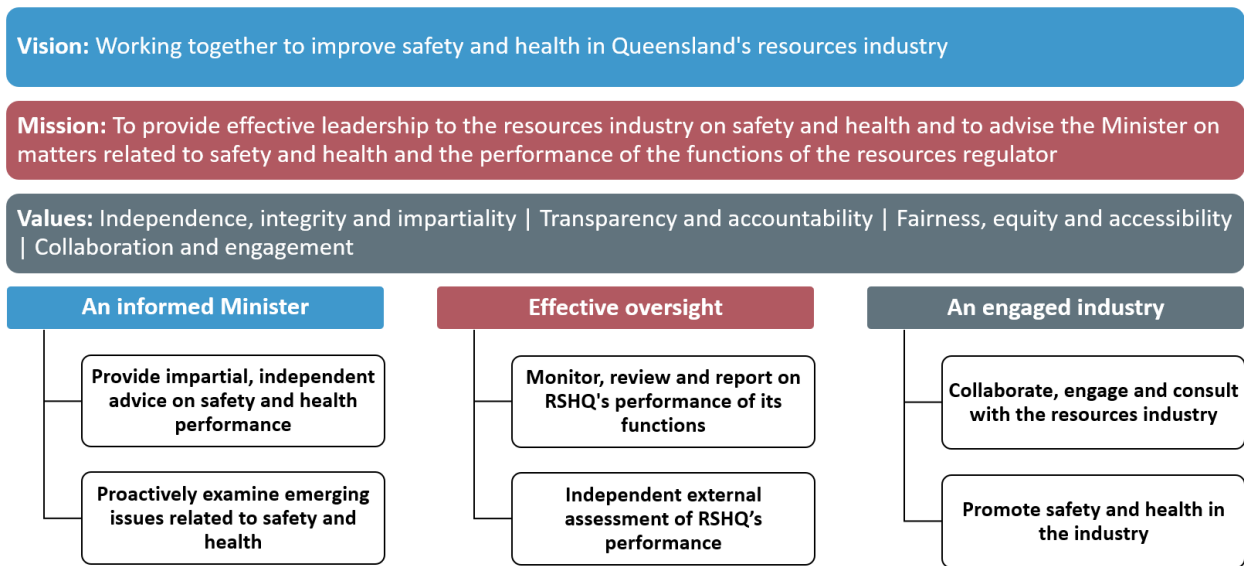 Vision: Working together to improve safety and health in Queensland's resources industry
Mission: To provide effective leadership to the resources industry on safety and health and to advise the Minister on
matters related to safety and health and the performance of the functions of the resources regulator
Values: Independence, integrity and impartiality | Transparency and accountability | Fairness, equity and accessibility
| Collaboration and engagement
An informed Minister
Provide impartial, independent
advice on safety and health
performance
Proactively examine emerging
issues related to safety and
health
Effective oversight
Monitor, review and report on
RSHQ's performance of its
functions
Independent external
assessment of RSHQ’s
performance
An engaged industry
Collaborate, engage and consult
with the resources industry
Promote safety and health in
the industry